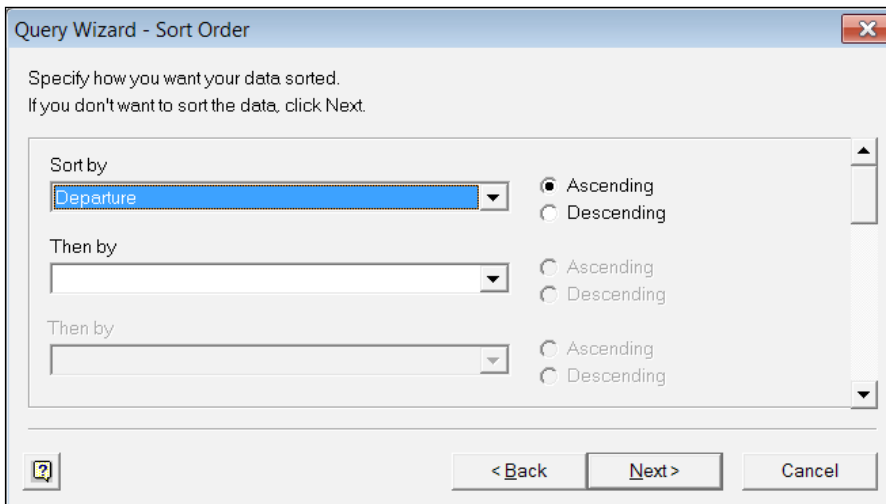 Query Wizard - Sort Order
Specify how you want your data sorted.
If you don't want to sort the data, click Next.
Sort by
Departure
Ascending
Descending
Then by
Ascending
Descending
Then by
Ascending
Descending
?
< Back
Next >
Cancel